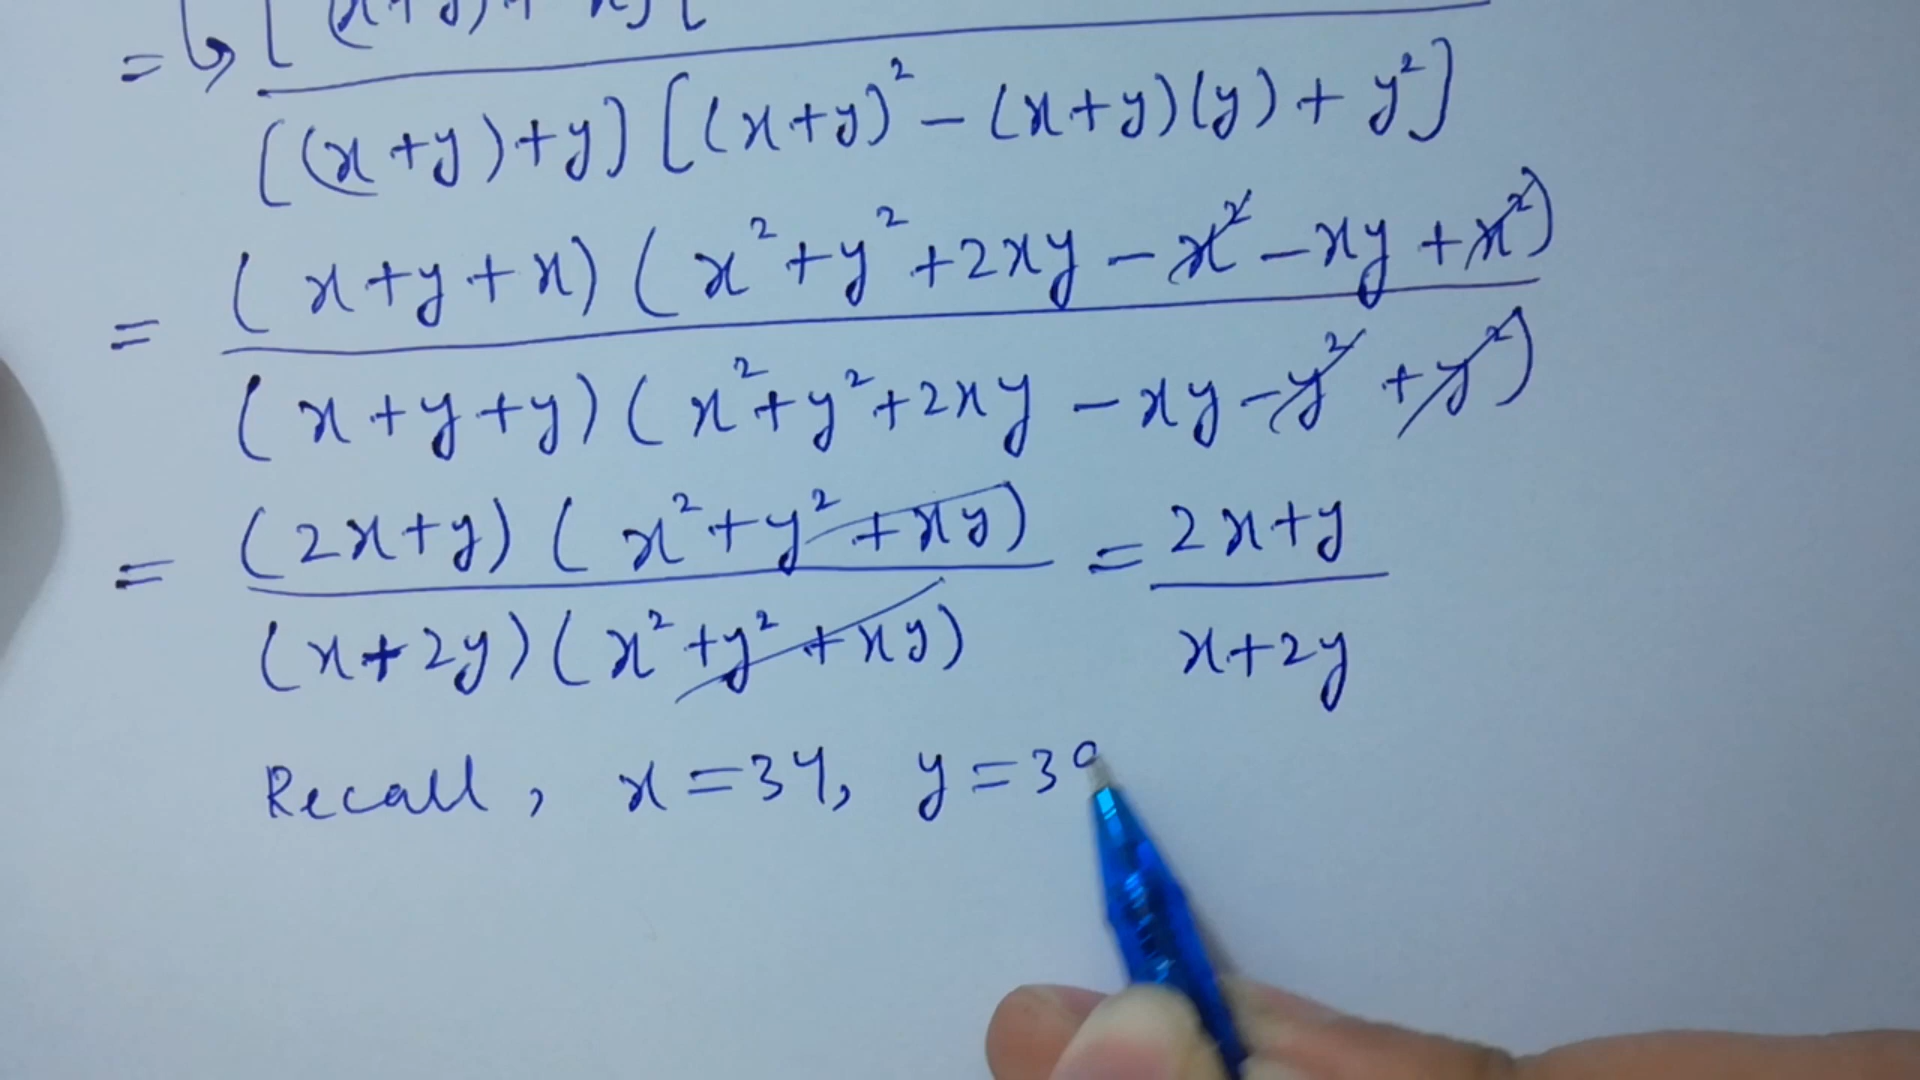 = ↳ [ (x+y)+ x] [
[(x+y)+y] [(x+y)² - (x+y)(y) + y²]
= (x+y+x) (x²+y²+2xy - x² - xy + x²)
(x+y+y) (x²+y²+2xy - xy - y² + y²)
= (2x+y) (x²+y²+xy) = 2x+y
(x+2y) (x²+y²+xy) x+2y
Recall, x=34, y=3